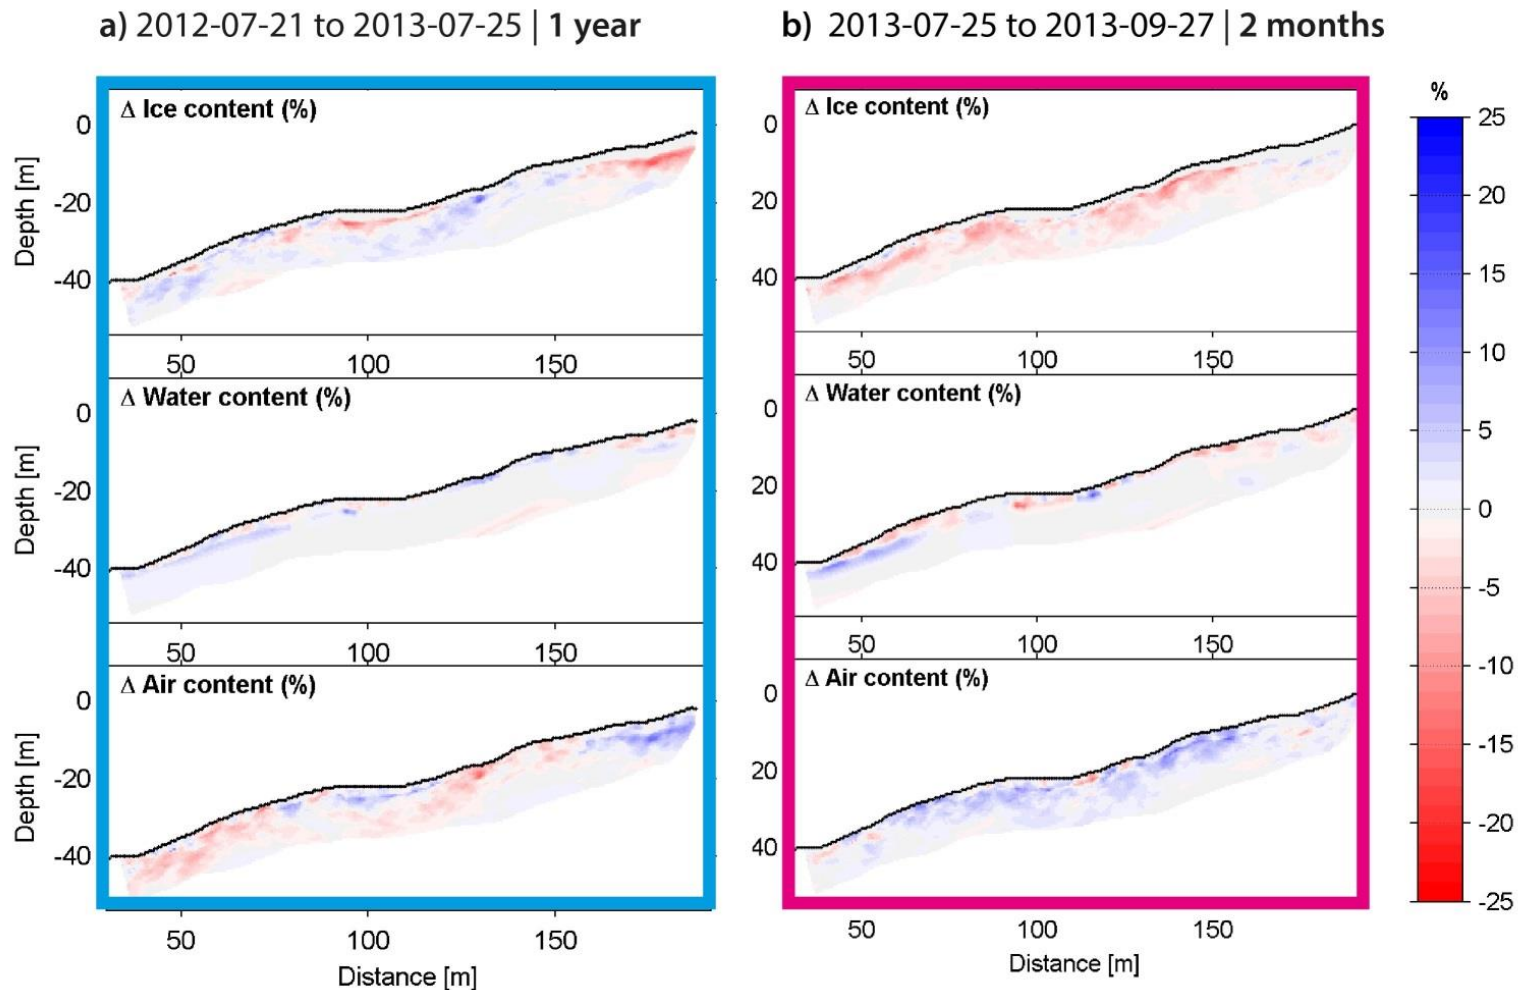 a) 2012-07-21 to 2013-07-25 | 1 year
b) 2013-07-25 to 2013-09-27 | 2 months
Δ Ice content (%)
0
-20
-40
Depth [m]
50 100 150
Δ Water content (%)
0
-20
-40
Depth [m]
50 100 150
Δ Air content (%)
0
-20
-40
Depth [m]
50 100 150
Distance [m]
Δ Ice content (%)
0
20
40
50 100 150
Δ Water content (%)
0
20
40
50 100 150
Δ Air content (%)
0
20
40
50 100 150
Distance [m]
%
25
20
15
10
5
0
-5
-10
-15
-20
-25